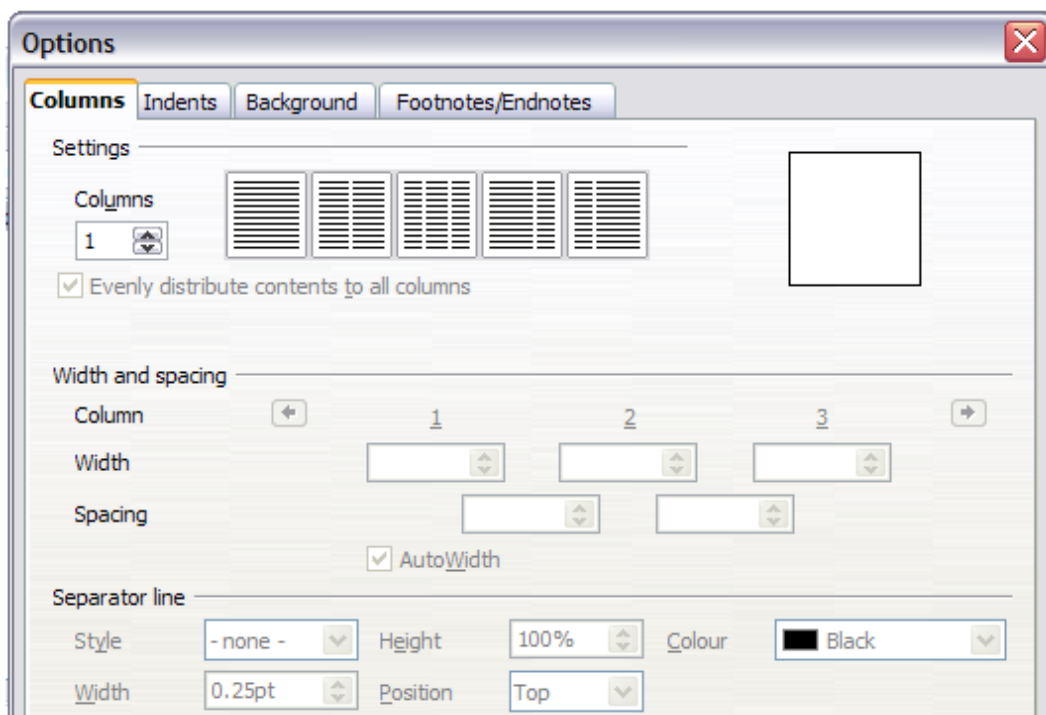 Options
Columns Indents Background Footnotes/Endnotes
Settings
Columns
1
Evenly distribute contents to all columns
Width and spacing
Column 1 2 3
Width
Spacing
AutoWidth
Separator line
Style - none - Height 100% Colour Black
Width 0.25pt Position Top